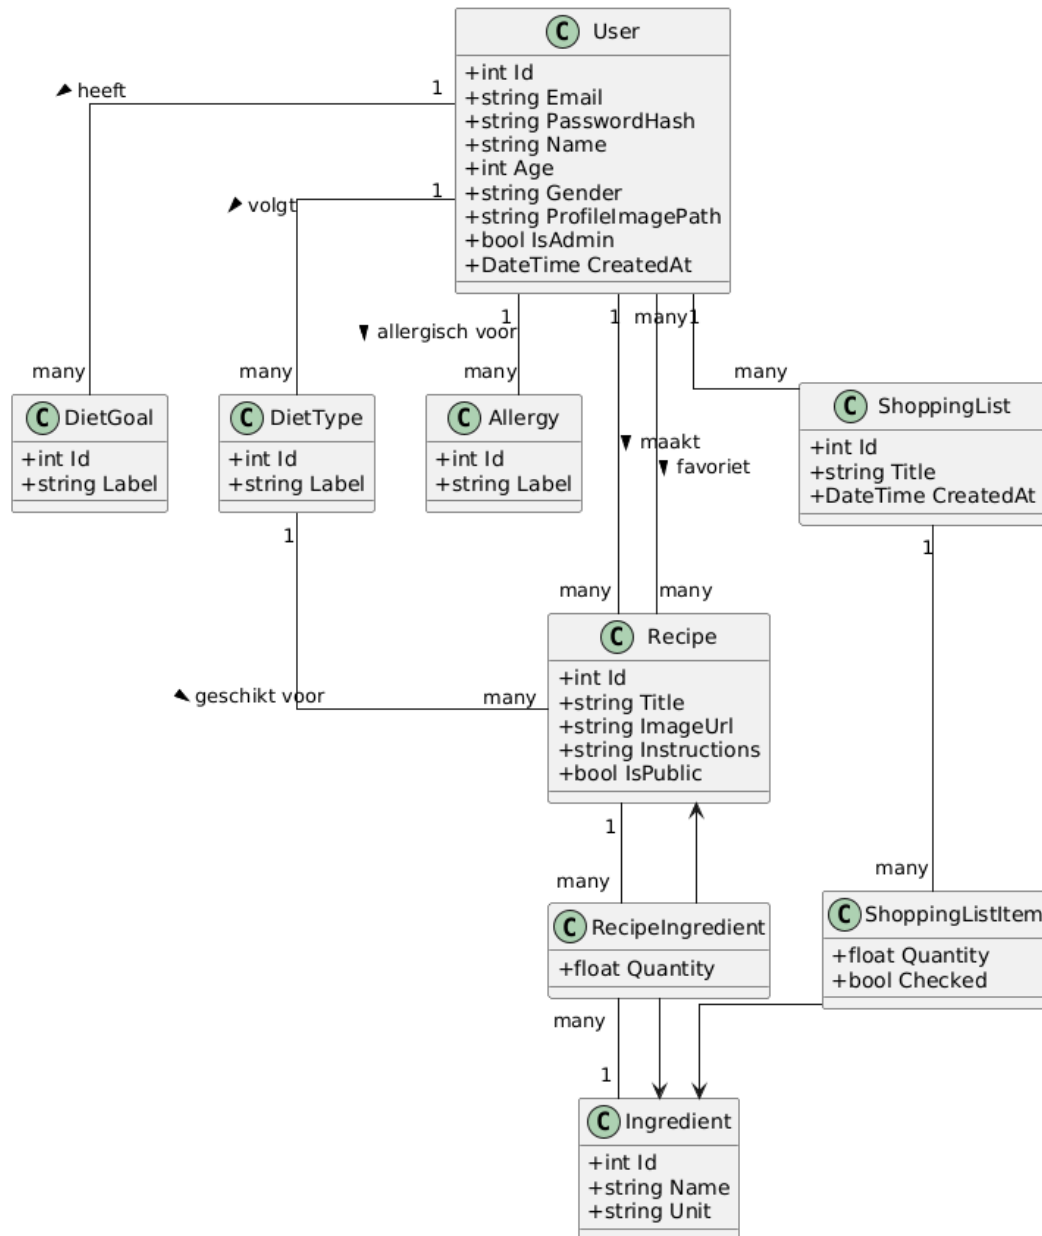 C User
+int Id
+string Email
+string PasswordHash
+string Name
+int Age
+string Gender
+string ProfileImagePath
+bool IsAdmin
+DateTime CreatedAt
heeft
1
volgt
1
1
allergisch voor
1
many
1
many
many
many
many
maakt
favoriet
C DietGoal
+int Id
+string Label
C DietType
+int Id
+string Label
C Allergy
+int Id
+string Label
C ShoppingList
+int Id
+string Title
+DateTime CreatedAt
1
1
many
many
geschikt voor
many
C Recipe
+int Id
+string Title
+string ImageUrl
+string Instructions
+bool IsPublic
1
many
many
C RecipeIngredient
+float Quantity
C ShoppingListItem
+float Quantity
+bool Checked
many
1
C Ingredient
+int Id
+string Name
+string Unit